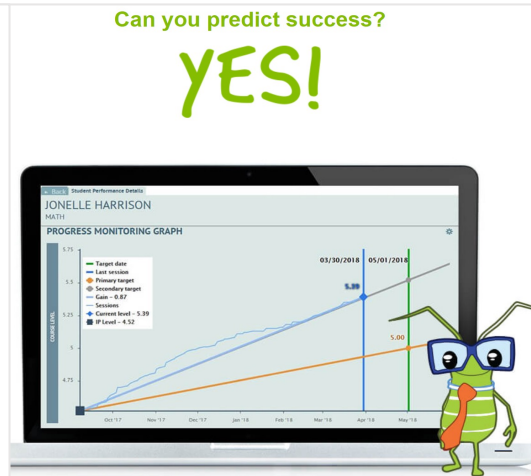 Can you predict success?
YES!
Back Student Performance Details
JONELLE HARRISON
MATH
PROGRESS MONITORING GRAPH
COURSE LEVEL
5.75
5.5
5.25
5
4.75
Target date
Last session
Primary target
Secondary target
Gain - 0.87
Sessions
Current level - 5.39
IP Level - 4.52
03/30/2018
05/01/2018
5.39
5.00
Oct '17
Nov '17
Dec '17
Jan '18
Feb '18
Mar '18
Apr '18
May '18